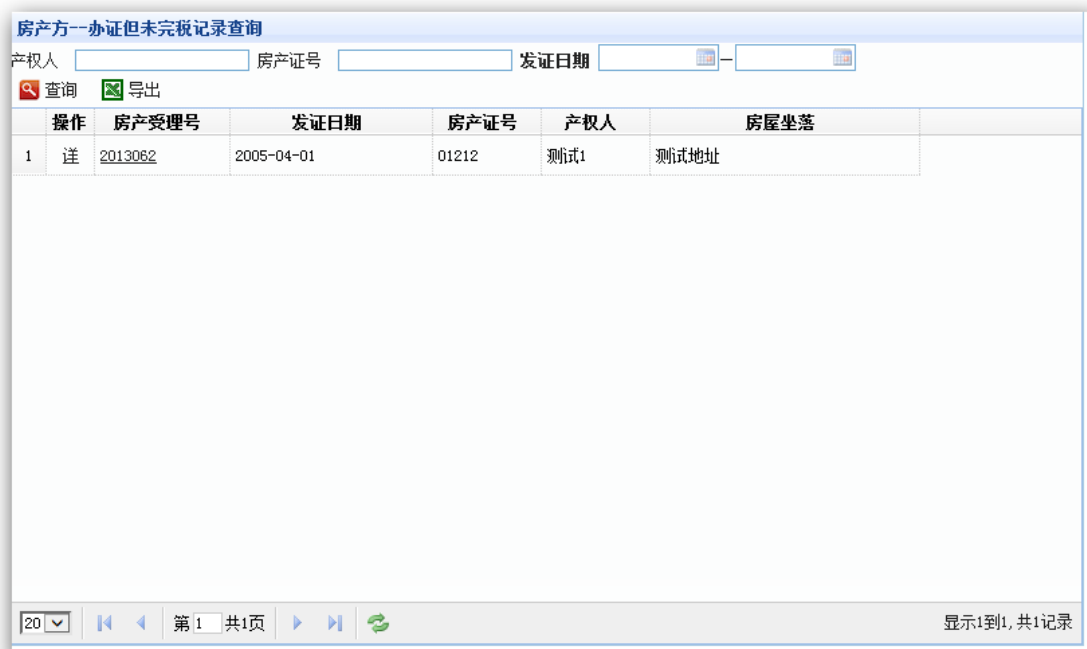 房产方--办证但未完税记录查询
产权人 房产证号 发证日期 —
查询 导出
操作 房产受理号 发证日期 房产证号 产权人 房屋坐落
1 详 2013062 2005-04-01 01212 测试1 测试地址
20 第 1 共1页 显示1到1,共1记录